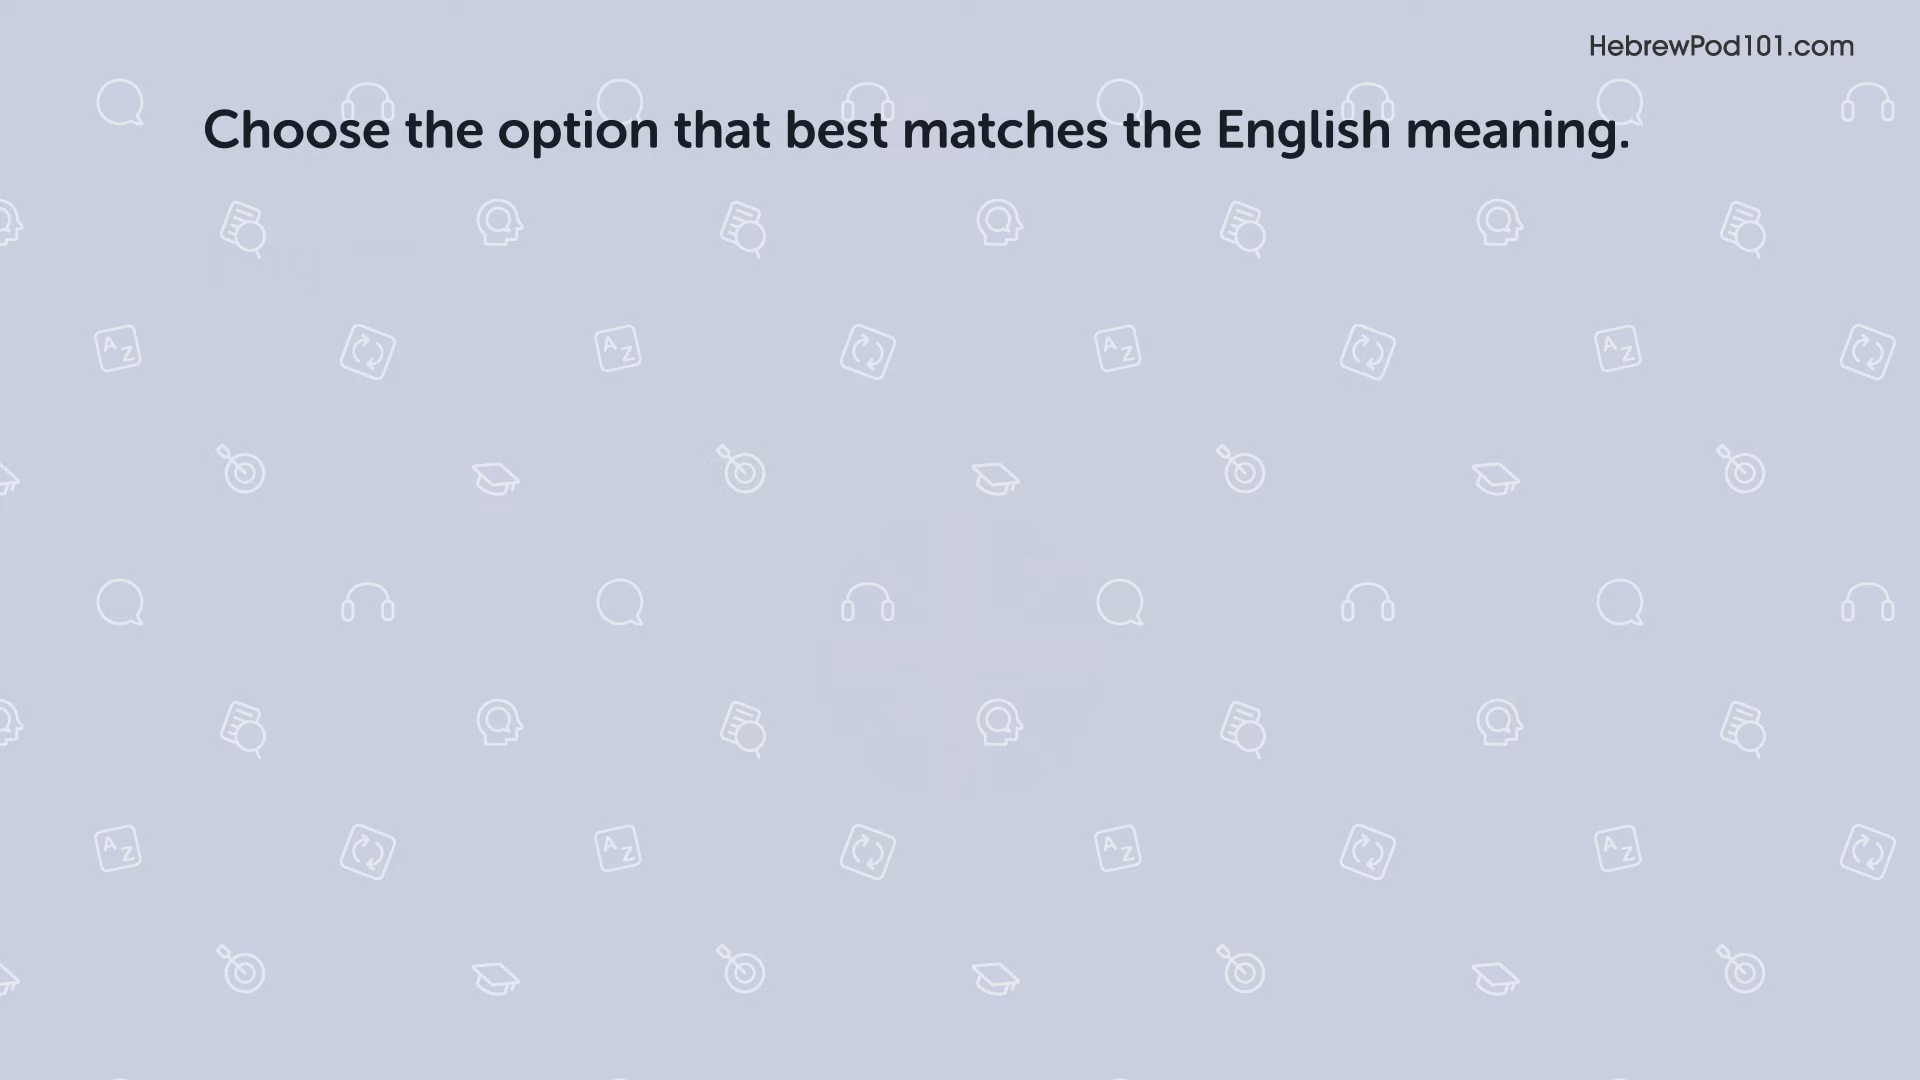 HebrewPod101.com
Choose the option that best matches the English meaning.